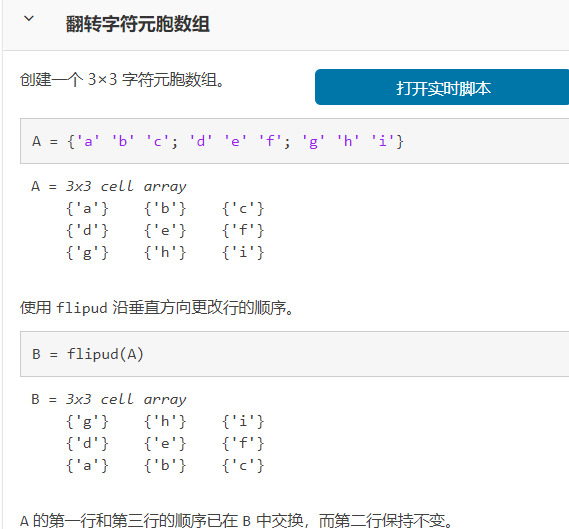 翻转字符元胞数组
创建一个 3×3 字符元胞数组。
打开实时脚本
A = {'a' 'b' 'c'; 'd' 'e' 'f'; 'g' 'h' 'i'}
A = 3x3 cell array
{'a'} {'b'} {'c'}
{'d'} {'e'} {'f'}
{'g'} {'h'} {'i'}
使用 flipud 沿垂直方向更改行的顺序。
B = flipud(A)
B = 3x3 cell array
{'g'} {'h'} {'i'}
{'d'} {'e'} {'f'}
{'a'} {'b'} {'c'}
A 的第一行和第三行的顺序已在 B 中交换，而第二行保持不变。